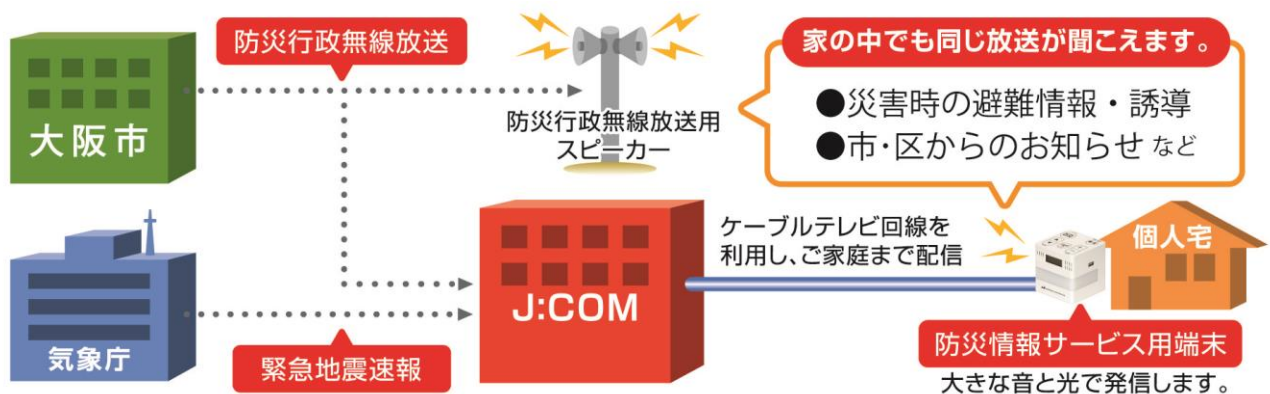 防災行政無線放送
大阪市
防災行政無線放送用
スピーカー
家の中でも同じ放送が聞こえます。
●災害時の避難情報・誘導
●市・区からのお知らせ など
気象庁
緊急地震速報
J:COM
ケーブルテレビ回線を
利用し、ご家庭まで配信
個人宅
防災情報サービス用端末
大きな音と光で発信します。